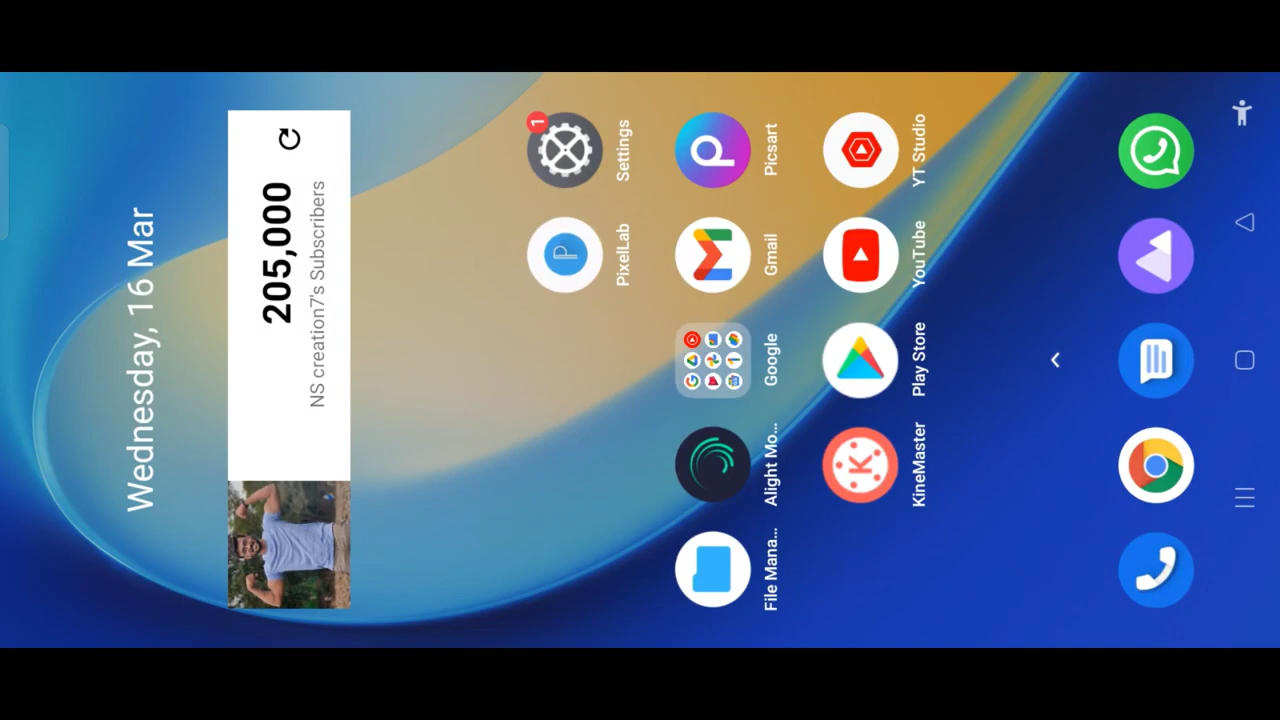 Wednesday, 16 Mar
205,000
NS creation7's Subscribers
1
File Mana...
Alight Mo...
Google
Gmail
Picsart
PixelLab
Settings
KineMaster
Play Store
YouTube
YT Studio